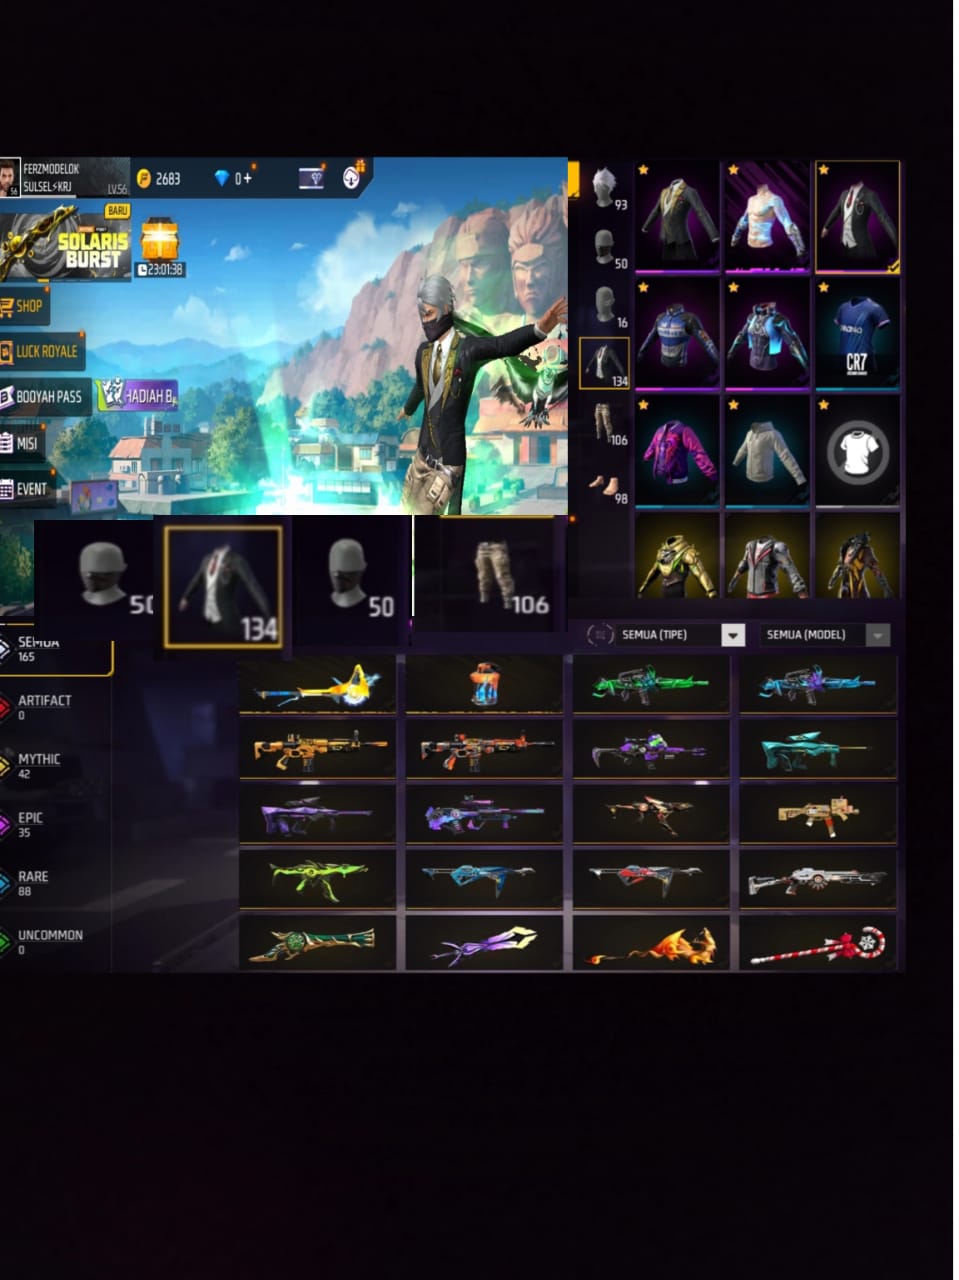 FERZMODELOK
SULSEL⚡KRJ
56
LV.56
2683
0+
BARU
SOLARIS
BURST
23:01:38
SHOP
LUCK ROYALE
BOOYAH PASS
HADIAH B
MISI
EVENT
93
50
16
134
106
98
CR7
50
134
50
106
SEMUA
165
ARTIFACT
0
MYTHIC
42
EPIC
35
RARE
88
UNCOMMON
0
SEMUA (TIPE)
SEMUA (MODEL)